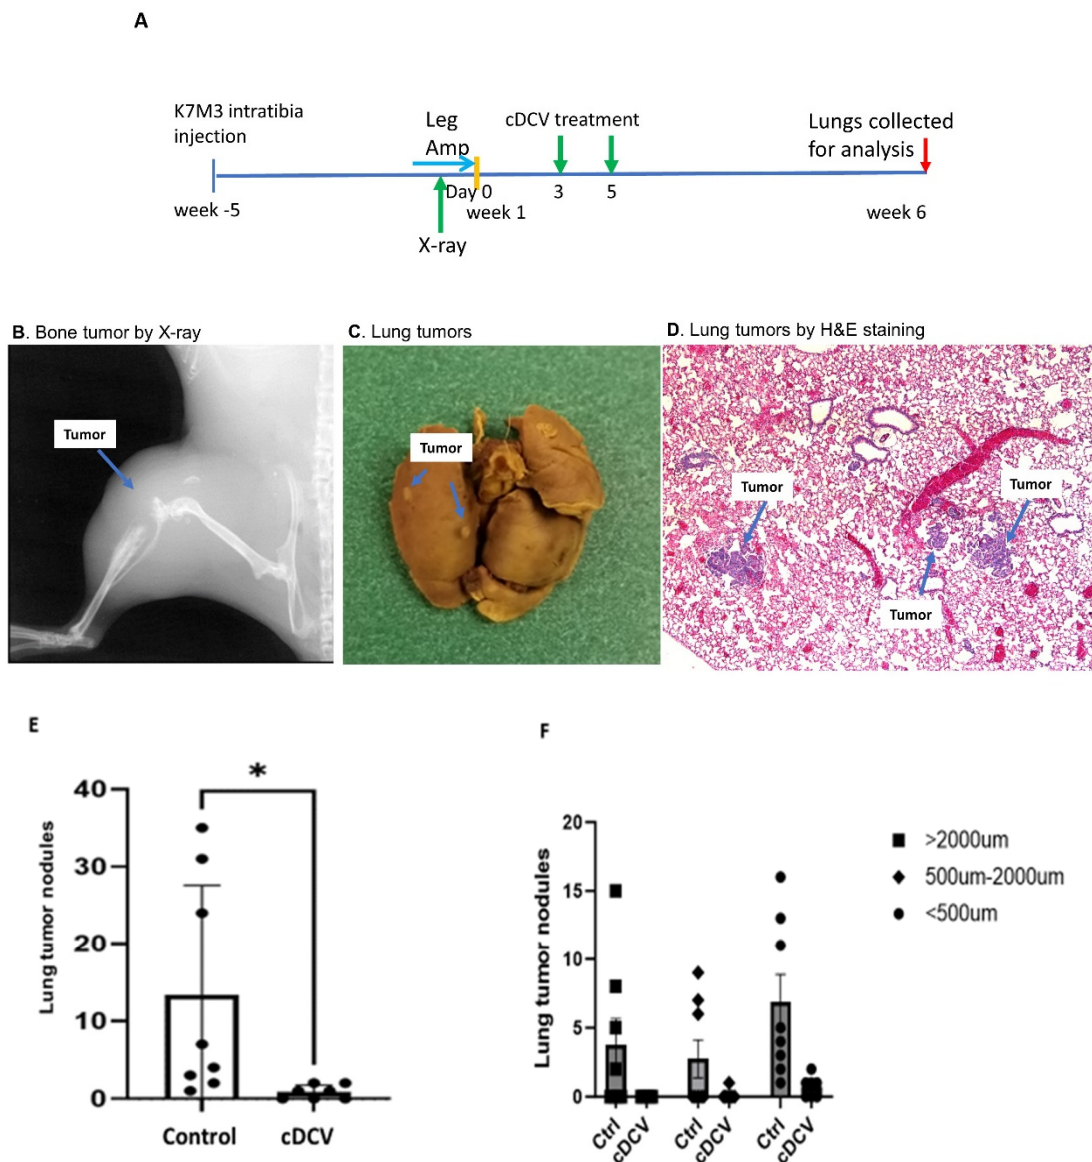 A
K7M3 intratibia
injection
Leg
Amp
cDCV treatment
Lungs collected
for analysis
week -5
Day 0
week 1
3
5
week 6
X-ray
B. Bone tumor by X-ray
Tumor
C. Lung tumors
Tumor
D. Lung tumors by H&E staining
Tumor
Tumor
Tumor
E
*
Lung tumor nodules
40
30
20
10
0
Control
cDCV
F
Lung tumor nodules
20
15
10
5
0
Ctrl
cDCV
Ctrl
cDCV
Ctrl
cDCV
>2000um
500um-2000um
<500um